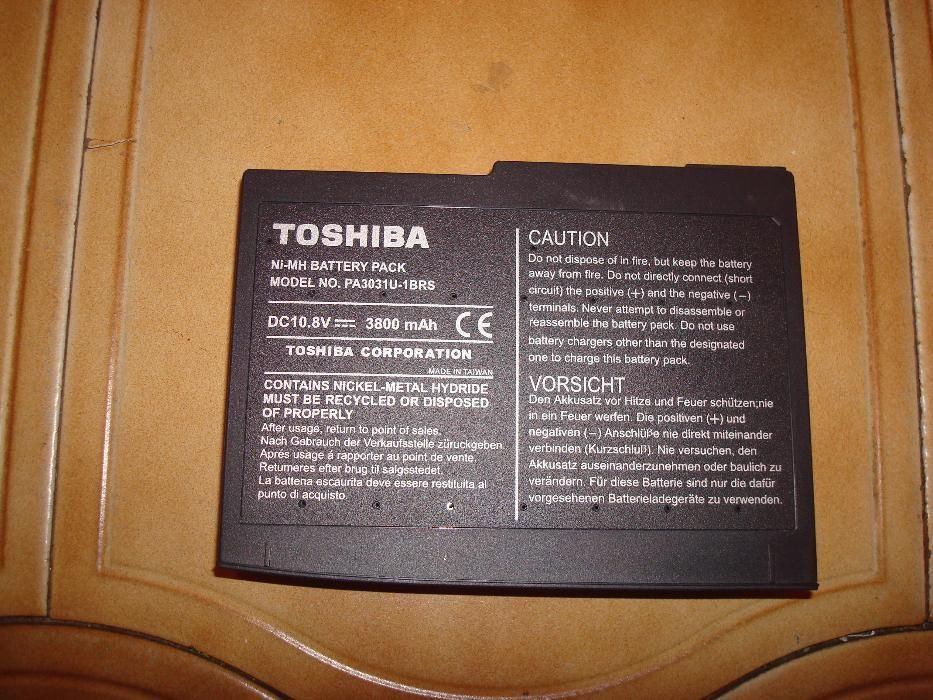 TOSHIBA
Ni-MH BATTERY PACK
MODEL NO. PA3031U-1BRS
DC10.8V⎓ 3800 mAh CE
TOSHIBA CORPORATION
MADE IN TAIWAN
CONTAINS NICKEL-METAL HYDRIDE
MUST BE RECYCLED OR DISPOSED
OF PROPERLY
After usage, return to point of sales.
Nach Gebrauch der Verkaufsstelle zurückgeben.
Aprés usage á rapporter au point de vente.
Retumeres efter brug til salgsstedet.
La battena escaurita deve essere restituita al
punto di acquisto.
CAUTION
Do not dispose of in fire, but keep the battery
away from fire. Do not directly connect (short
circuit) the positive (+) and the negative (−)
terminals. Never attempt to disassemble or
reassemble the battery pack. Do not use
battery chargers other than the designated
one to charge this battery pack.
VORSICHT
Den Akkusatz vor Hitze und Feuer schützen;nie
in ein Feuer werfen. Die positiven (+) und
negativen (−) Anschlüße nie direkt miteinander
verbinden (Kurzschluß). Nie versuchen, den
Akkusatz auseinanderzunehmen oder baulich zu
verändern. Für diese Batterie sind nur die dafür
vorgesehenen Batterieladegeräte zu verwenden.